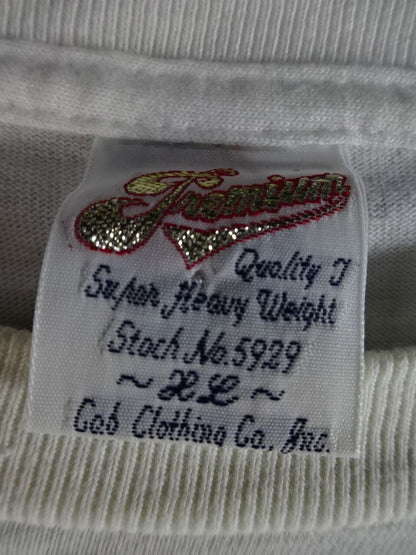 Premium
Quality T
Super Heavy Weight
Stock No.5929
~ XL ~
Cab Clothing Co., Inc.